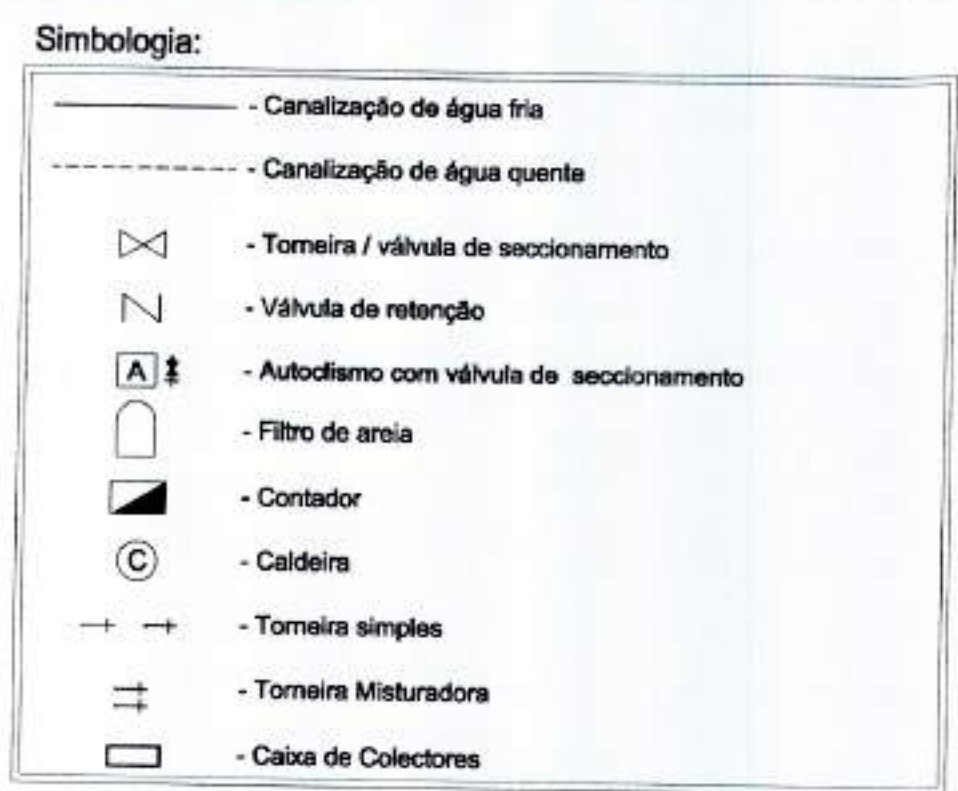 Simbologia:
- Canalização de água fria
- Canalização de água quente
- Torneira / válvula de seccionamento
- Válvula de retenção
A - Autoclismo com válvula de seccionamento
- Filtro de areia
- Contador
C - Caldeira
- Torneira simples
- Torneira Misturadora
- Caixa de Colectores